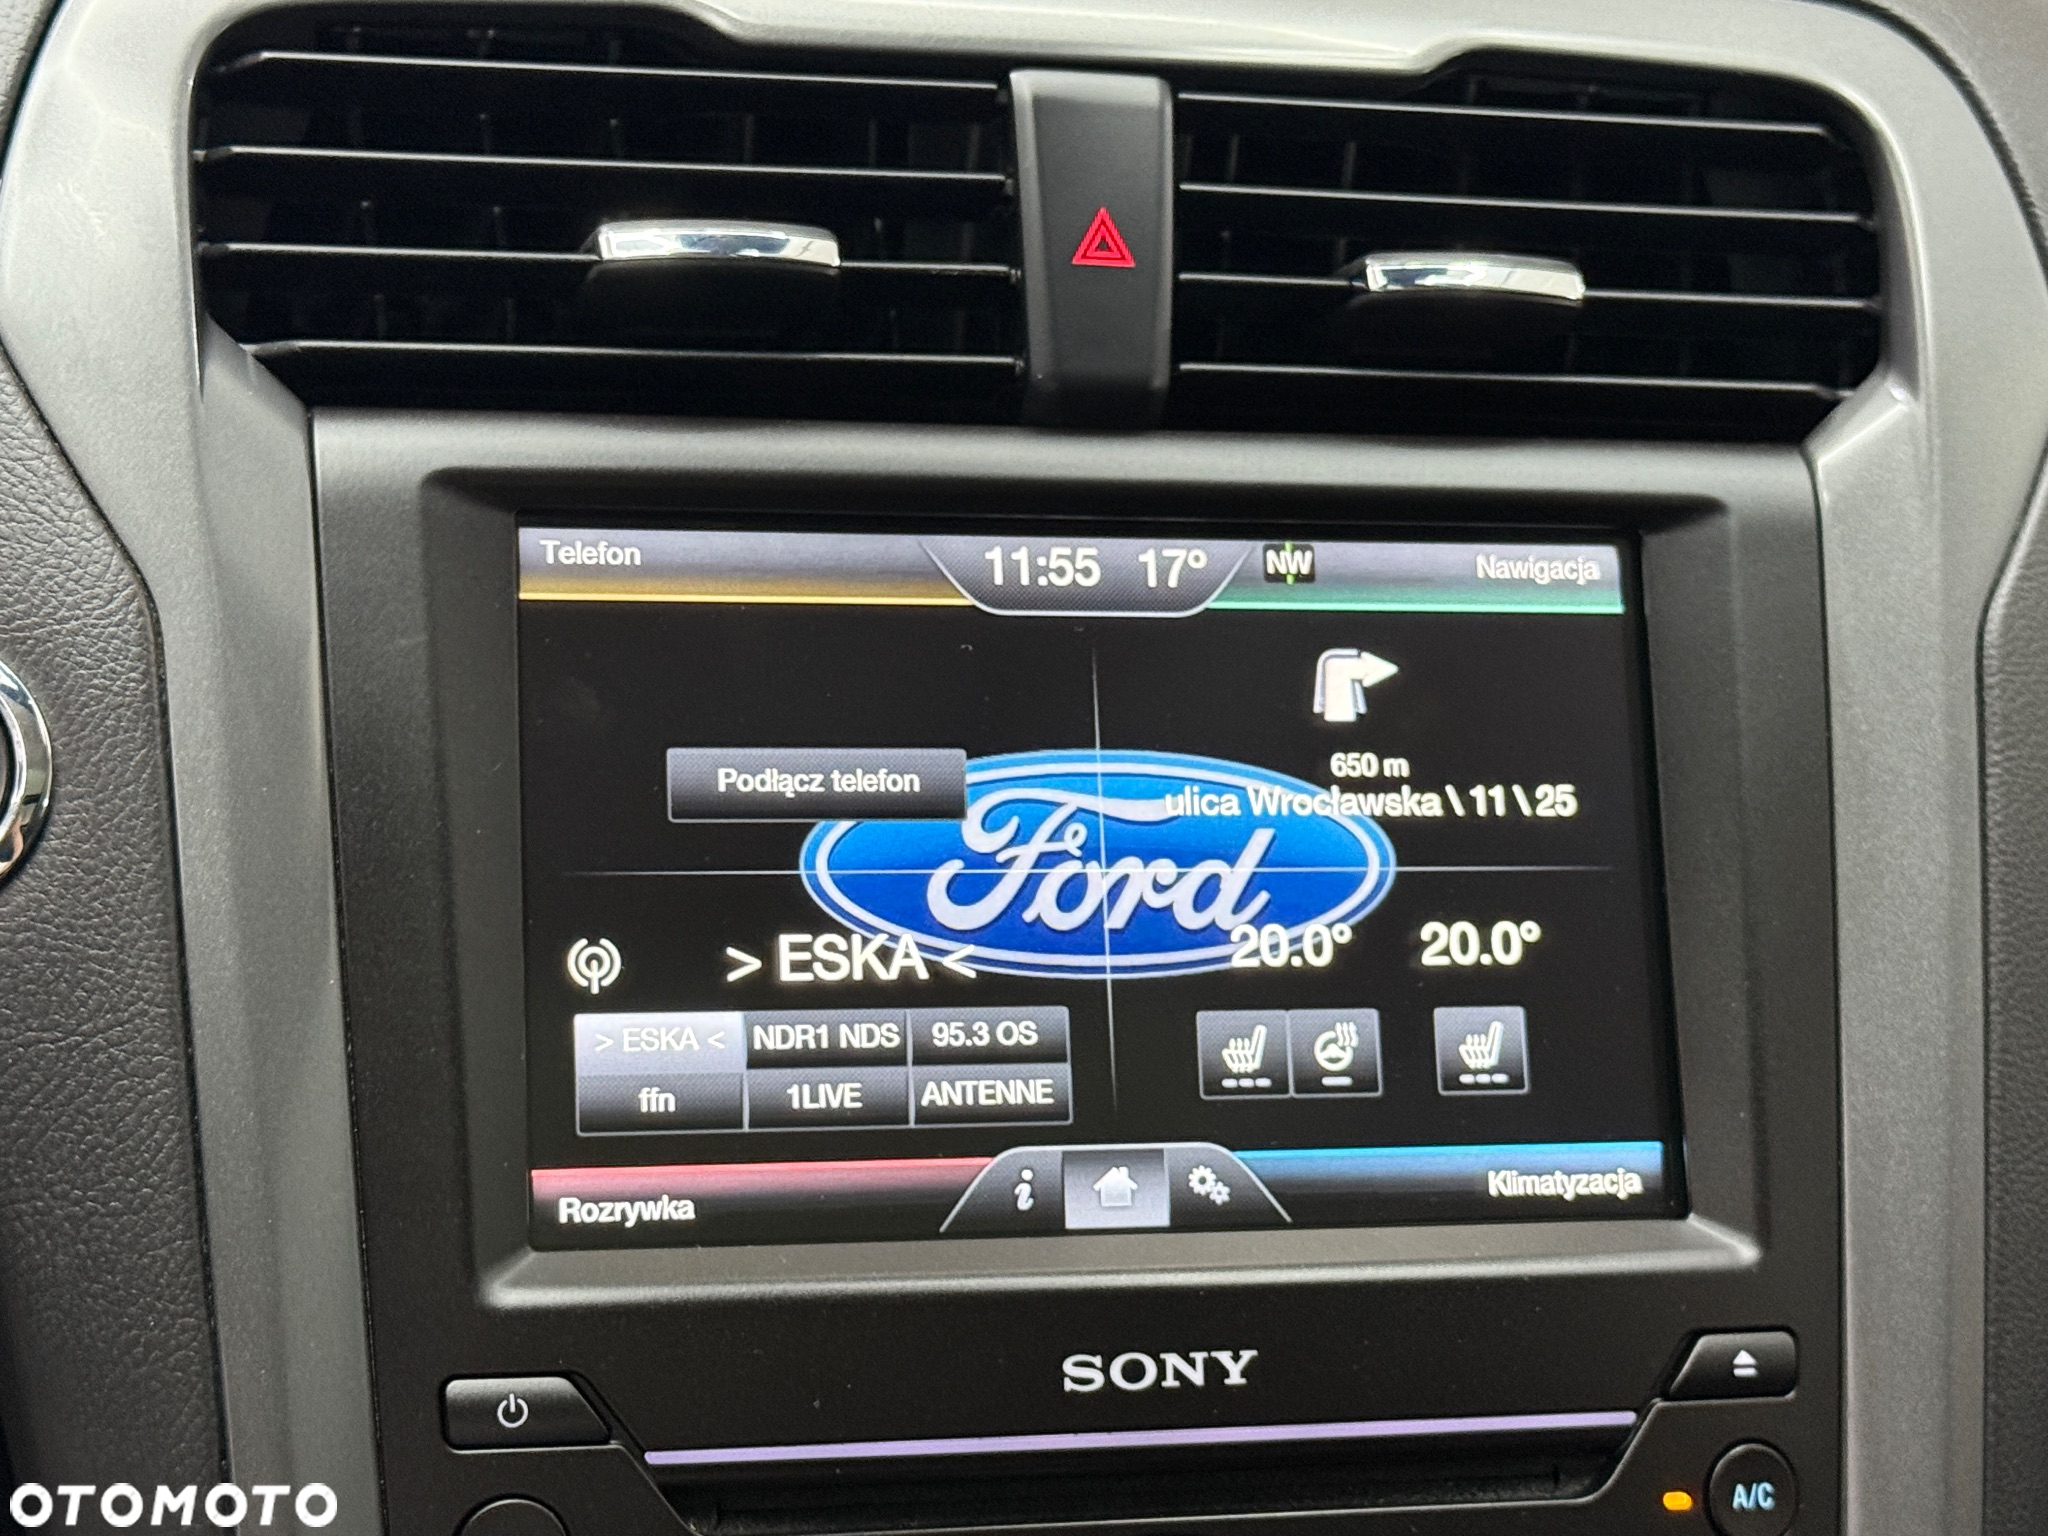 Telefon
11:55 17°
NW
Nawigacja
650 m
ulica Wrocławska \ 11 \ 25
Podłącz telefon
Ford
> ESKA <
20.0° 20.0°
> ESKA < NDR1 NDS 95.3 OS
ffn 1LIVE ANTENNE
Rozrywka
i
Klimatyzacja
SONY
A/C
OTOMOTO